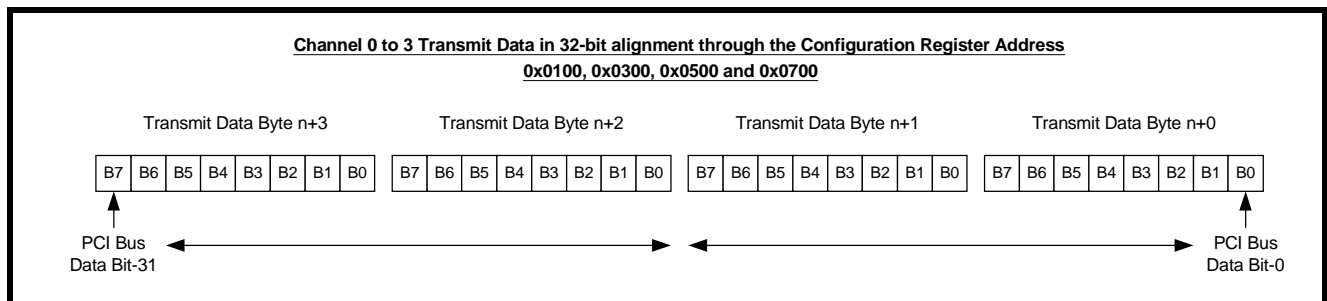 Channel 0 to 3 Transmit Data in 32-bit alignment through the Configuration Register Address
0x0100, 0x0300, 0x0500 and 0x0700
Transmit Data Byte n+3 Transmit Data Byte n+2 Transmit Data Byte n+1 Transmit Data Byte n+0
B7 B6 B5 B4 B3 B2 B1 B0 B7 B6 B5 B4 B3 B2 B1 B0 B7 B6 B5 B4 B3 B2 B1 B0 B7 B6 B5 B4 B3 B2 B1 B0
PCI Bus PCI Bus
Data Bit-31 Data Bit-0